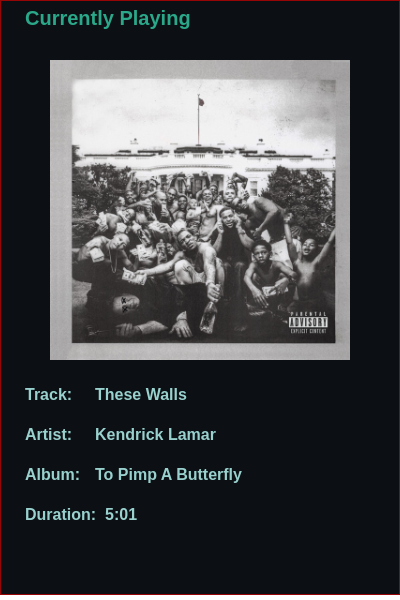 Currently Playing
PARENTAL
ADVISORY
EXPLICIT CONTENT
Track: These Walls
Artist: Kendrick Lamar
Album: To Pimp A Butterfly
Duration: 5:01